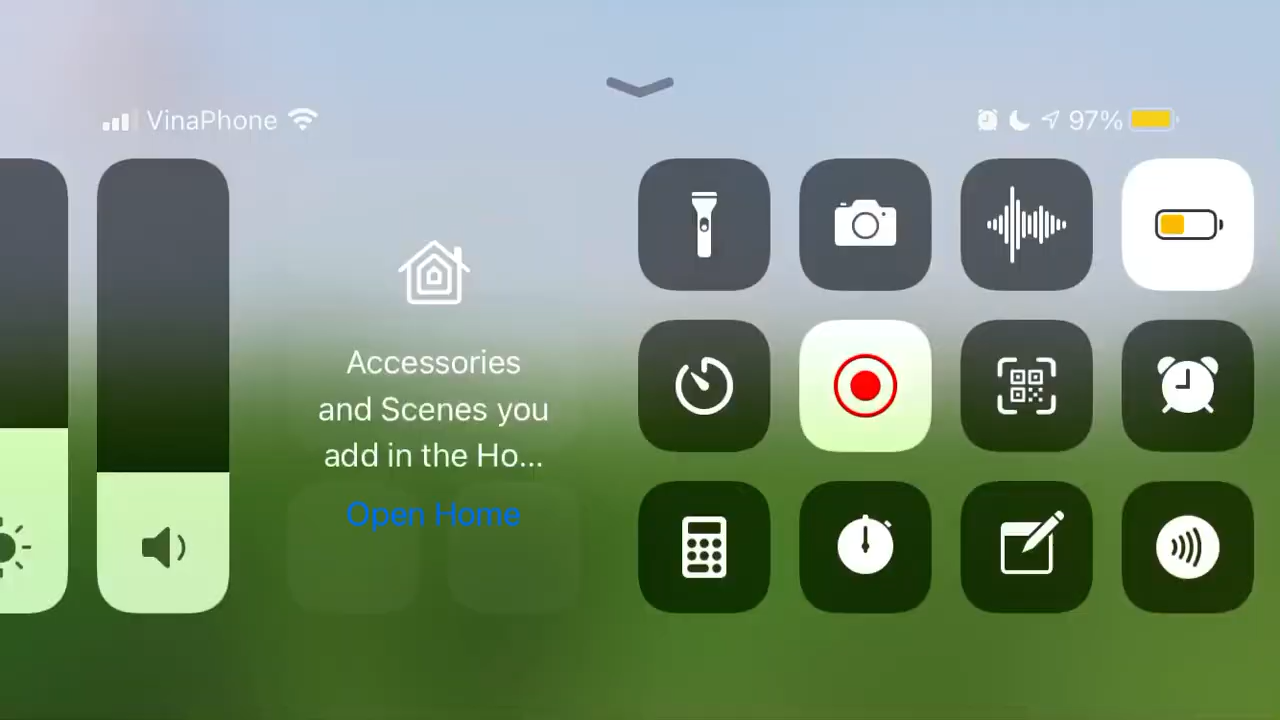 VinaPhone
97%
Accessories
and Scenes you
add in the Ho...
Open Home